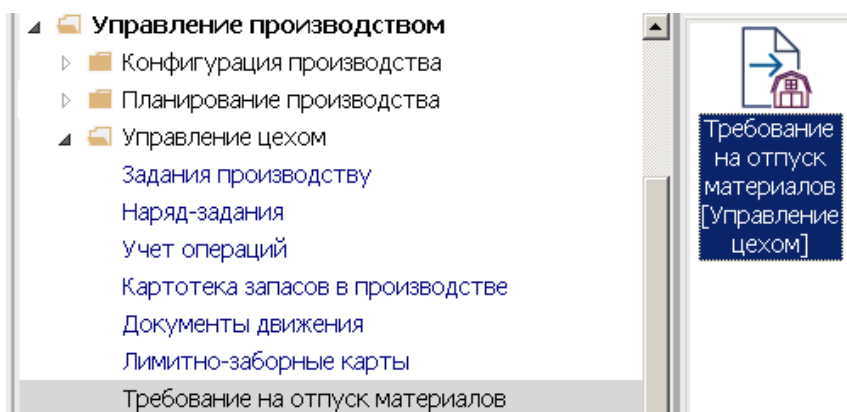 Управление производством
Конфигурация производства
Планирование производства
Управление цехом
Задания производству
Наряд-задания
Учет операций
Картотека запасов в производстве
Документы движения
Лимитно-заборные карты
Требование на отпуск материалов
Требование
на отпуск
материалов
[Управление
цехом]